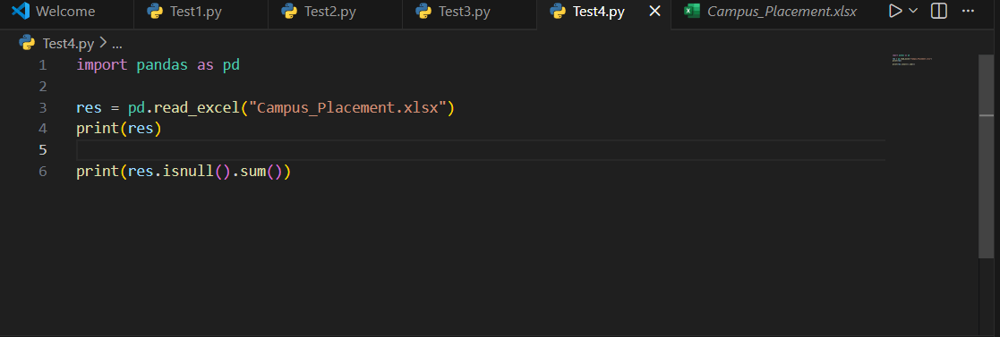 Welcome Test1.py Test2.py Test3.py Test4.py Campus_Placement.xlsx
Test4.py > ...
1 import pandas as pd
2
3 res = pd.read_excel("Campus_Placement.xlsx")
4 print(res)
5
6 print(res.isnull().sum())